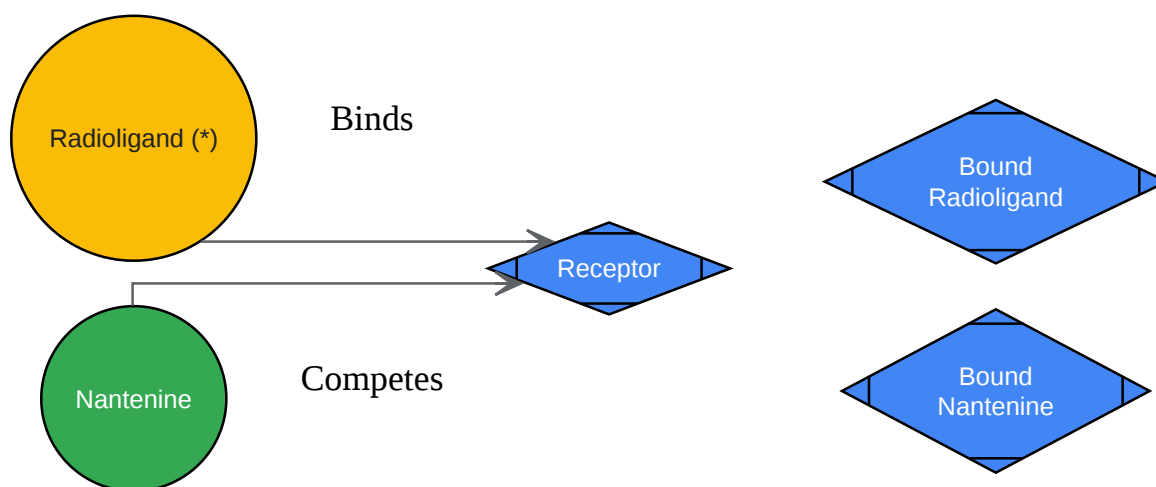 Radioligand (*)
Binds
Bound
Radioligand
Receptor
Nantenine
Competes
Bound
Nantenine